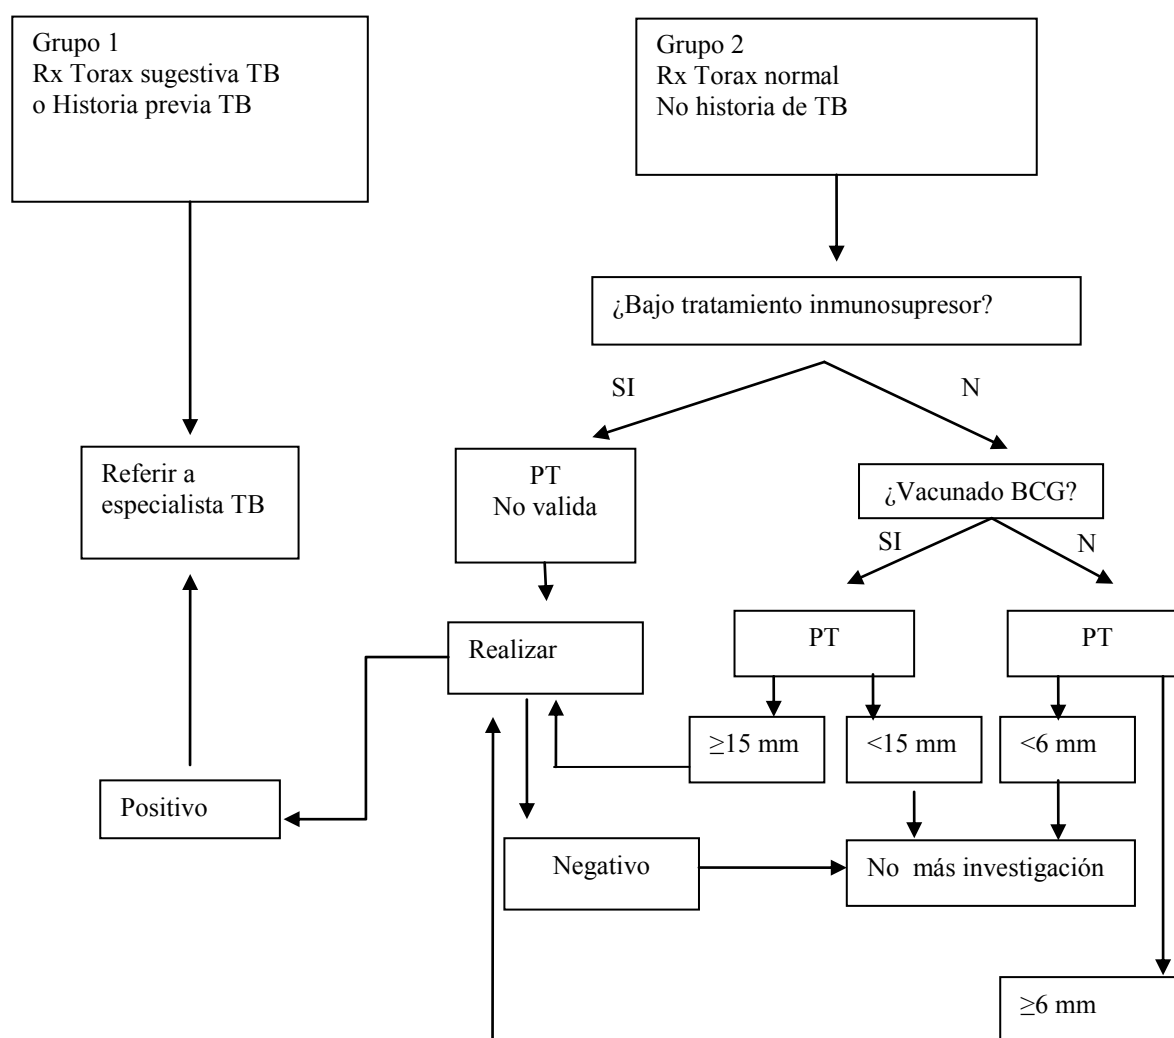 Grupo 1
Rx Torax sugestiva TB
o Historia previa TB
Grupo 2
Rx Torax normal
No historia de TB
¿Bajo tratamiento inmunosupresor?
SI
N
Referir a
especialista TB
PT
No valida
¿Vacunado BCG?
SI
N
Realizar
PT
PT
≥15 mm
<15 mm
<6 mm
Positivo
Negativo
No más investigación
≥6 mm